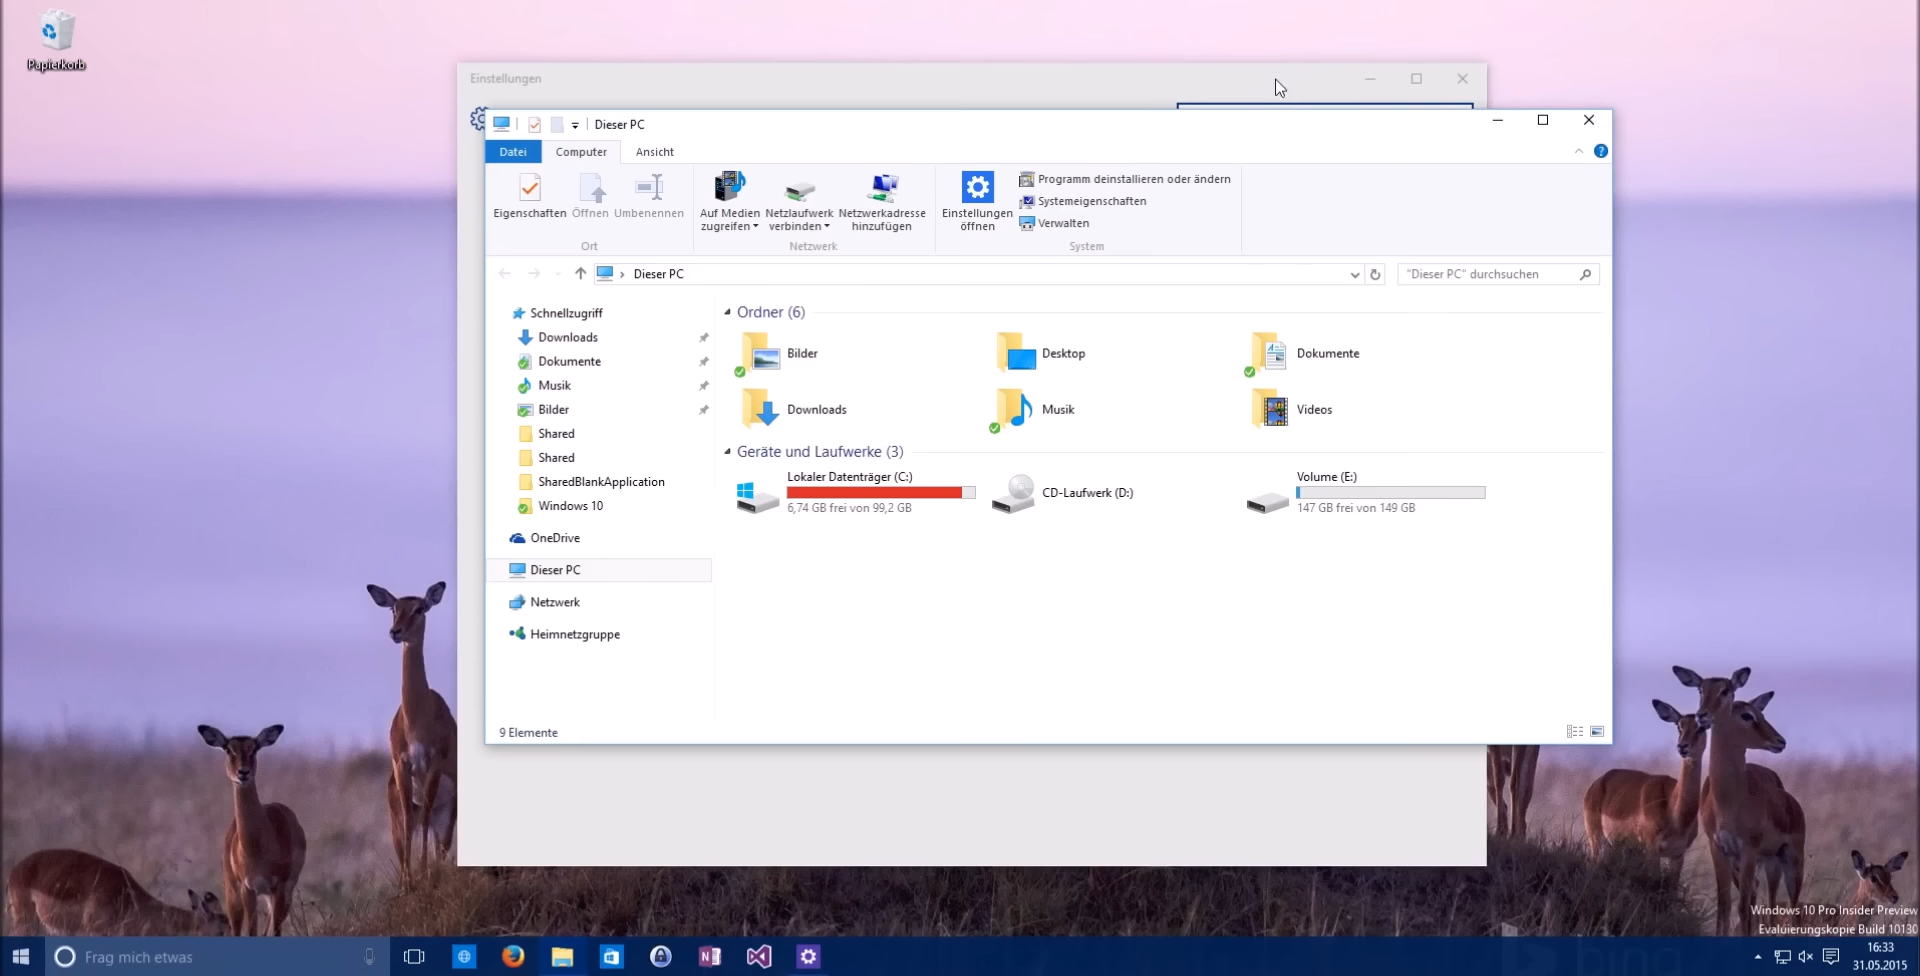 Papierkorb
Einstellungen
Dieser PC
Datei
Computer
Ansicht
Eigenschaften
Öffnen
Umbenennen
Auf Medien
zugreifen
Netzlaufwerk
verbinden
Netzwerkadresse
hinzufügen
Einstellungen
öffnen
Programm deinstallieren oder ändern
Systemeigenschaften
Verwalten
Ort
Netzwerk
System
Dieser PC
"Dieser PC" durchsuchen
Schnellzugriff
Downloads
Dokumente
Musik
Bilder
Shared
Shared
SharedBlankApplication
Windows 10
OneDrive
Dieser PC
Netzwerk
Heimnetzgruppe
Ordner (6)
Bilder
Desktop
Dokumente
Downloads
Musik
Videos
Geräte und Laufwerke (3)
Lokaler Datenträger (C:)
6,74 GB frei von 99,2 GB
CD-Laufwerk (D:)
Volume (E:)
147 GB frei von 149 GB
9 Elemente
Windows 10 Pro Insider Preview
Evaluierungskopie Build 10130
Frag mich etwas
16:33
31.05.2015